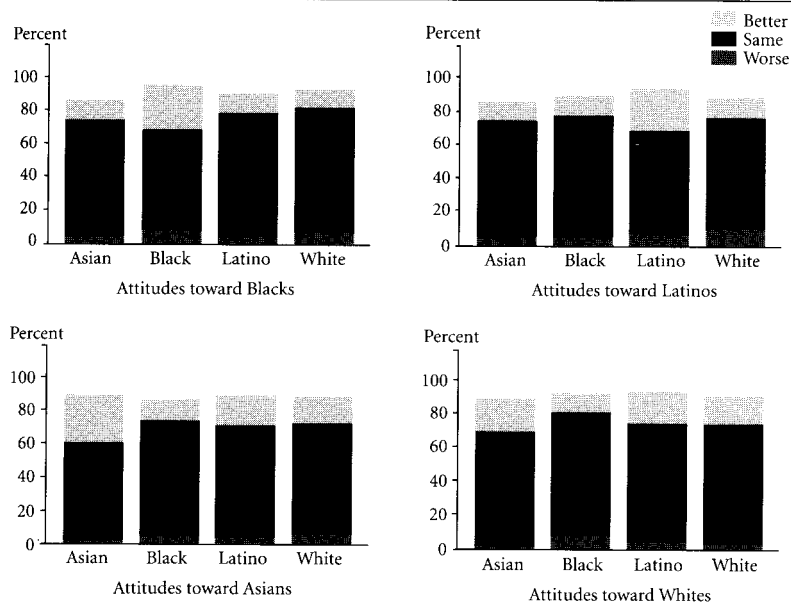 Better
Same
Worse
Percent
100
80
60
40
20
0
Asian Black Latino White
Attitudes toward Blacks
Percent
100
80
60
40
20
0
Asian Black Latino White
Attitudes toward Latinos
Percent
100
80
60
40
20
0
Asian Black Latino White
Attitudes toward Asians
Percent
100
80
60
40
20
0
Asian Black Latino White
Attitudes toward Whites